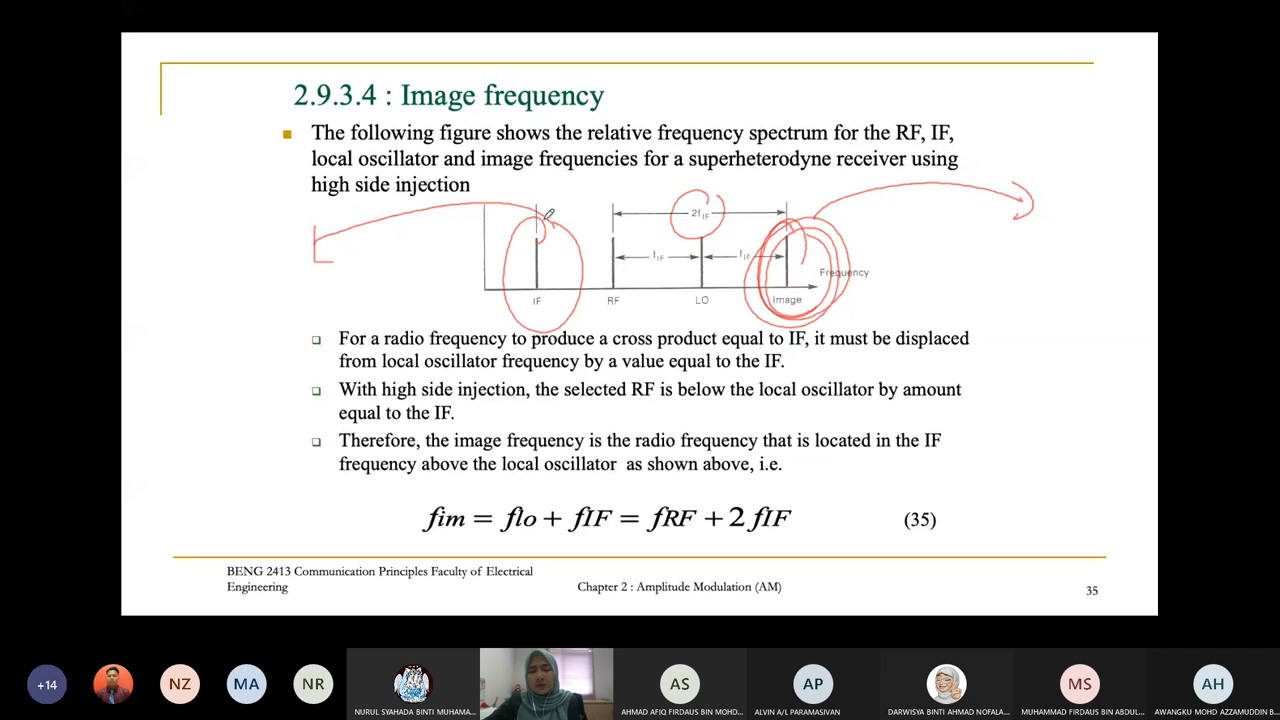 2.9.3.4 : Image frequency
The following figure shows the relative frequency spectrum for the RF, IF,
local oscillator and image frequencies for a superheterodyne receiver using
high side injection
2fIF
fIF
fIF
Frequency
IF
RF
LO
Image
For a radio frequency to produce a cross product equal to IF, it must be displaced
from local oscillator frequency by a value equal to the IF.
With high side injection, the selected RF is below the local oscillator by amount
equal to the IF.
Therefore, the image frequency is the radio frequency that is located in the IF
frequency above the local oscillator as shown above, i.e.
fim = flo + fIF = fRF + 2 fIF
(35)
BENG 2413 Communication Principles Faculty of Electrical
Engineering
Chapter 2 : Amplitude Modulation (AM)
35
+14
NZ
MA
NR
AS
AP
MS
AH
NURUL SYAHADA BINTI MUHAMA...
AHMAD AFIQ FIRDAUS BIN MOHD...
ALVIN A/L PARAMASIVAN
DARWISYA BINTI AHMAD NOFALA...
MUHAMMAD FIRDAUS BIN ABDUL...
AWANGKU MOHD AZZAMUDDIN B...